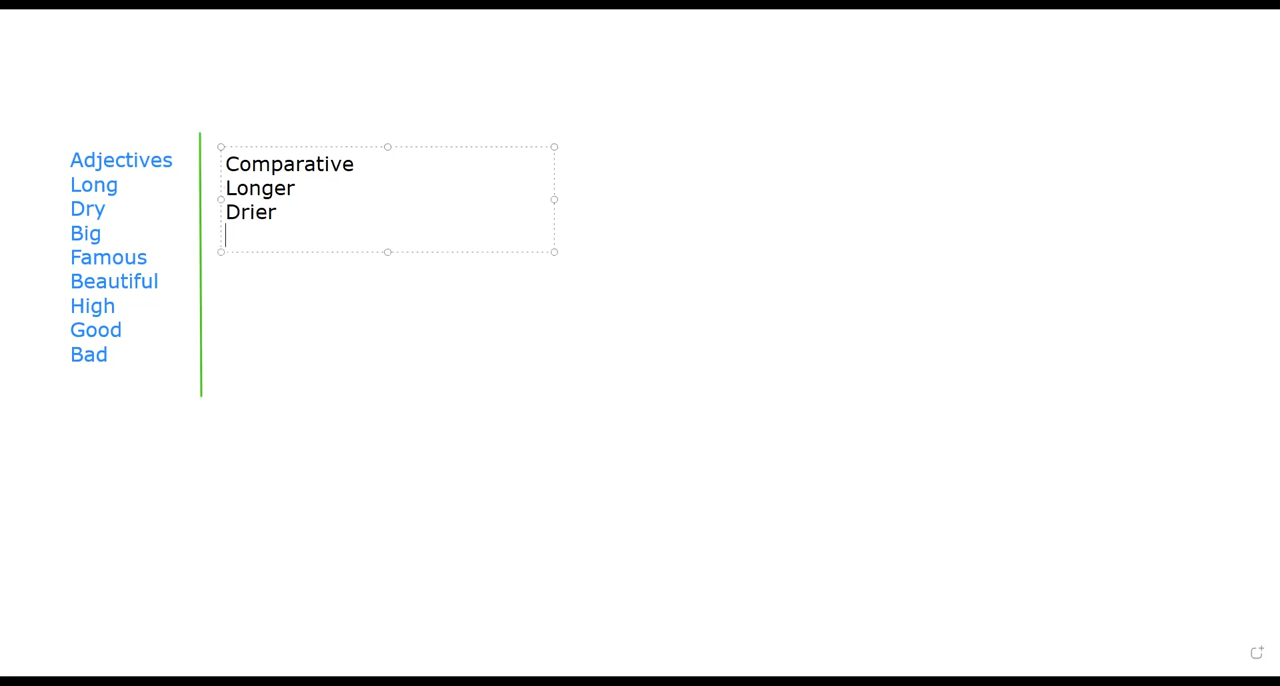 Adjectives
Long
Dry
Big
Famous
Beautiful
High
Good
Bad
Comparative
Longer
Drier